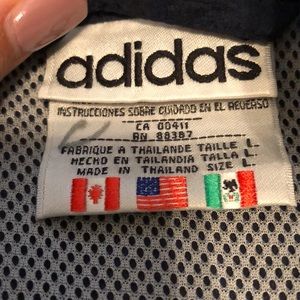 adidas
INSTRUCCIONES SOBRE CUIDADO EN EL REVERSO
CA 00411
RN 88387
FABRIQUE A THAILANDE TAILLE L
HECHO EN TAILANDIA TALLA L
MADE IN THAILAND SIZE L